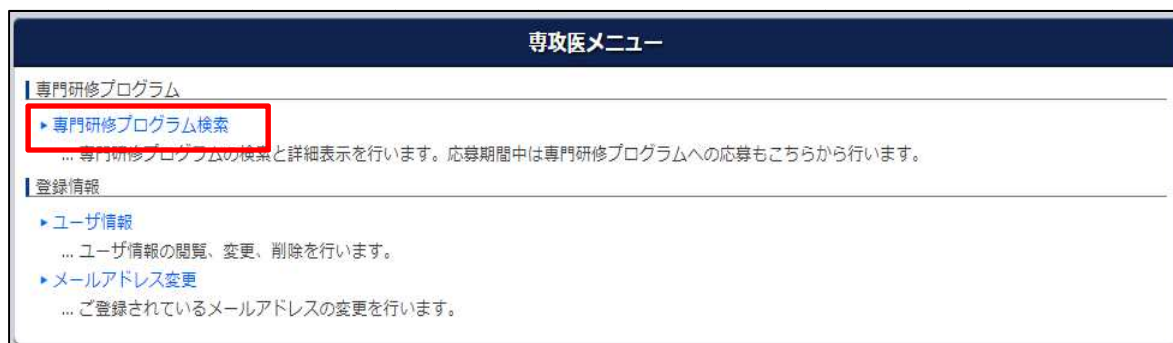 専攻医メニュー
専門研修プログラム
▶専門研修プログラム検索
... 専門研修プログラムの検索と詳細表示を行います。応募期間中は専門研修プログラムへの応募もこちらから行います。
登録情報
▶ユーザ情報
... ユーザ情報の閲覧、変更、削除を行います。
▶メールアドレス変更
... ご登録されているメールアドレスの変更を行います。